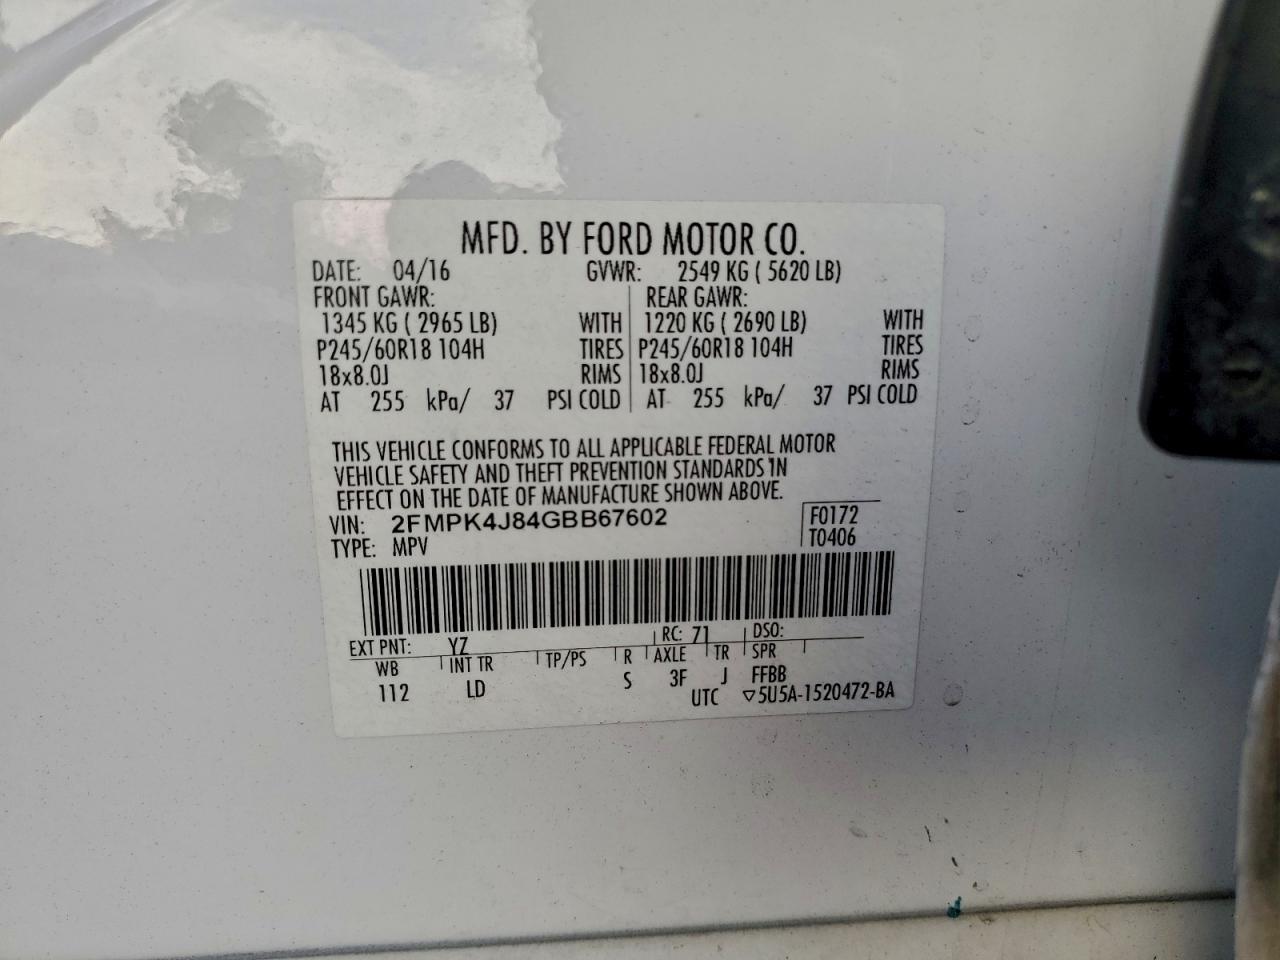 MFD. BY FORD MOTOR CO.
DATE: 04/16 GVWR: 2549 KG ( 5620 LB)
FRONT GAWR: REAR GAWR:
1345 KG ( 2965 LB) WITH 1220 KG ( 2690 LB) WITH
P245/60R18 104H TIRES P245/60R18 104H TIRES
18x8.0J RIMS 18x8.0J RIMS
AT 255 kPa/ 37 PSI COLD AT 255 kPa/ 37 PSI COLD
THIS VEHICLE CONFORMS TO ALL APPLICABLE FEDERAL MOTOR
VEHICLE SAFETY AND THEFT PREVENTION STANDARDS IN
EFFECT ON THE DATE OF MANUFACTURE SHOWN ABOVE.
VIN: 2FMPK4J84GBB67602 F0172
TYPE: MPV T0406
EXT PNT: YZ RC: 71 DSO:
WB INT TR TP/PS R AXLE TR SPR
112 LD S 3F J FFBB
UTC ▽5U5A-1520472-BA